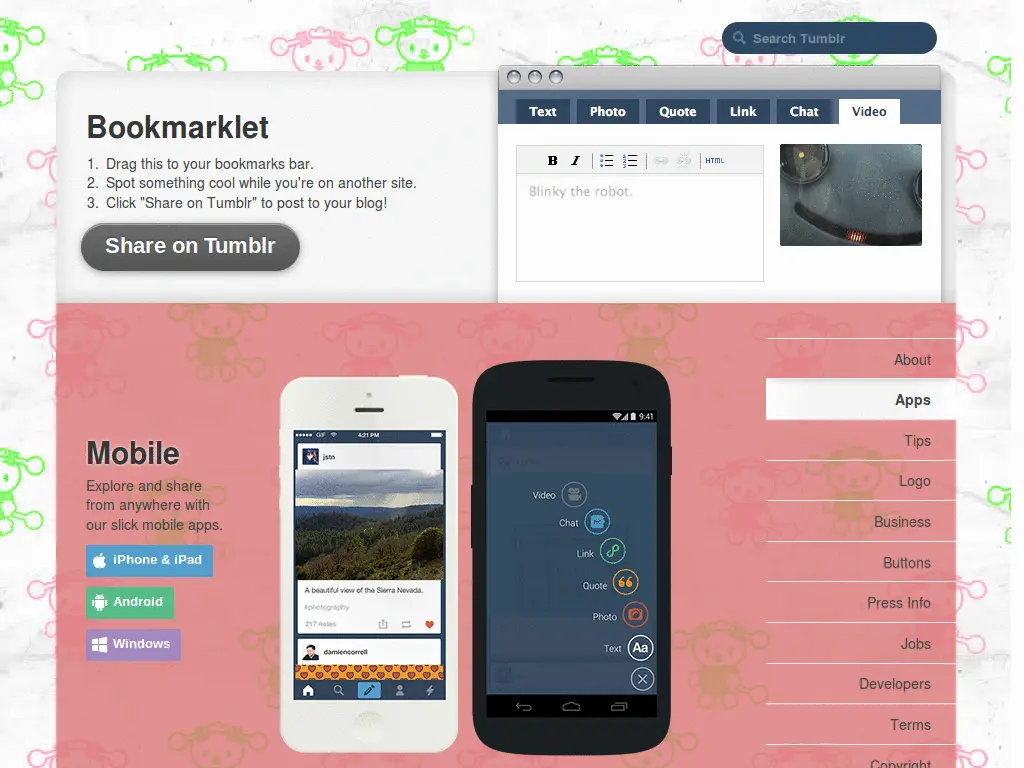 Search Tumblr
Bookmarklet
1. Drag this to your bookmarks bar.
2. Spot something cool while you're on another site.
3. Click "Share on Tumblr" to post to your blog!
Share on Tumblr
Text Photo Quote Link Chat Video
B I HTML
Blinky the robot.
Mobile
Explore and share
from anywhere with
our slick mobile apps.
iPhone & iPad
Android
Windows
GIF 4:21 PM
jstn
A beautiful view of the Sierra Nevada.
#photography
217 notes
damiencorrell
9:41
Video
Chat
Link
Quote
Photo
Text Aa
About
Apps
Tips
Logo
Business
Buttons
Press Info
Jobs
Developers
Terms
Copyright